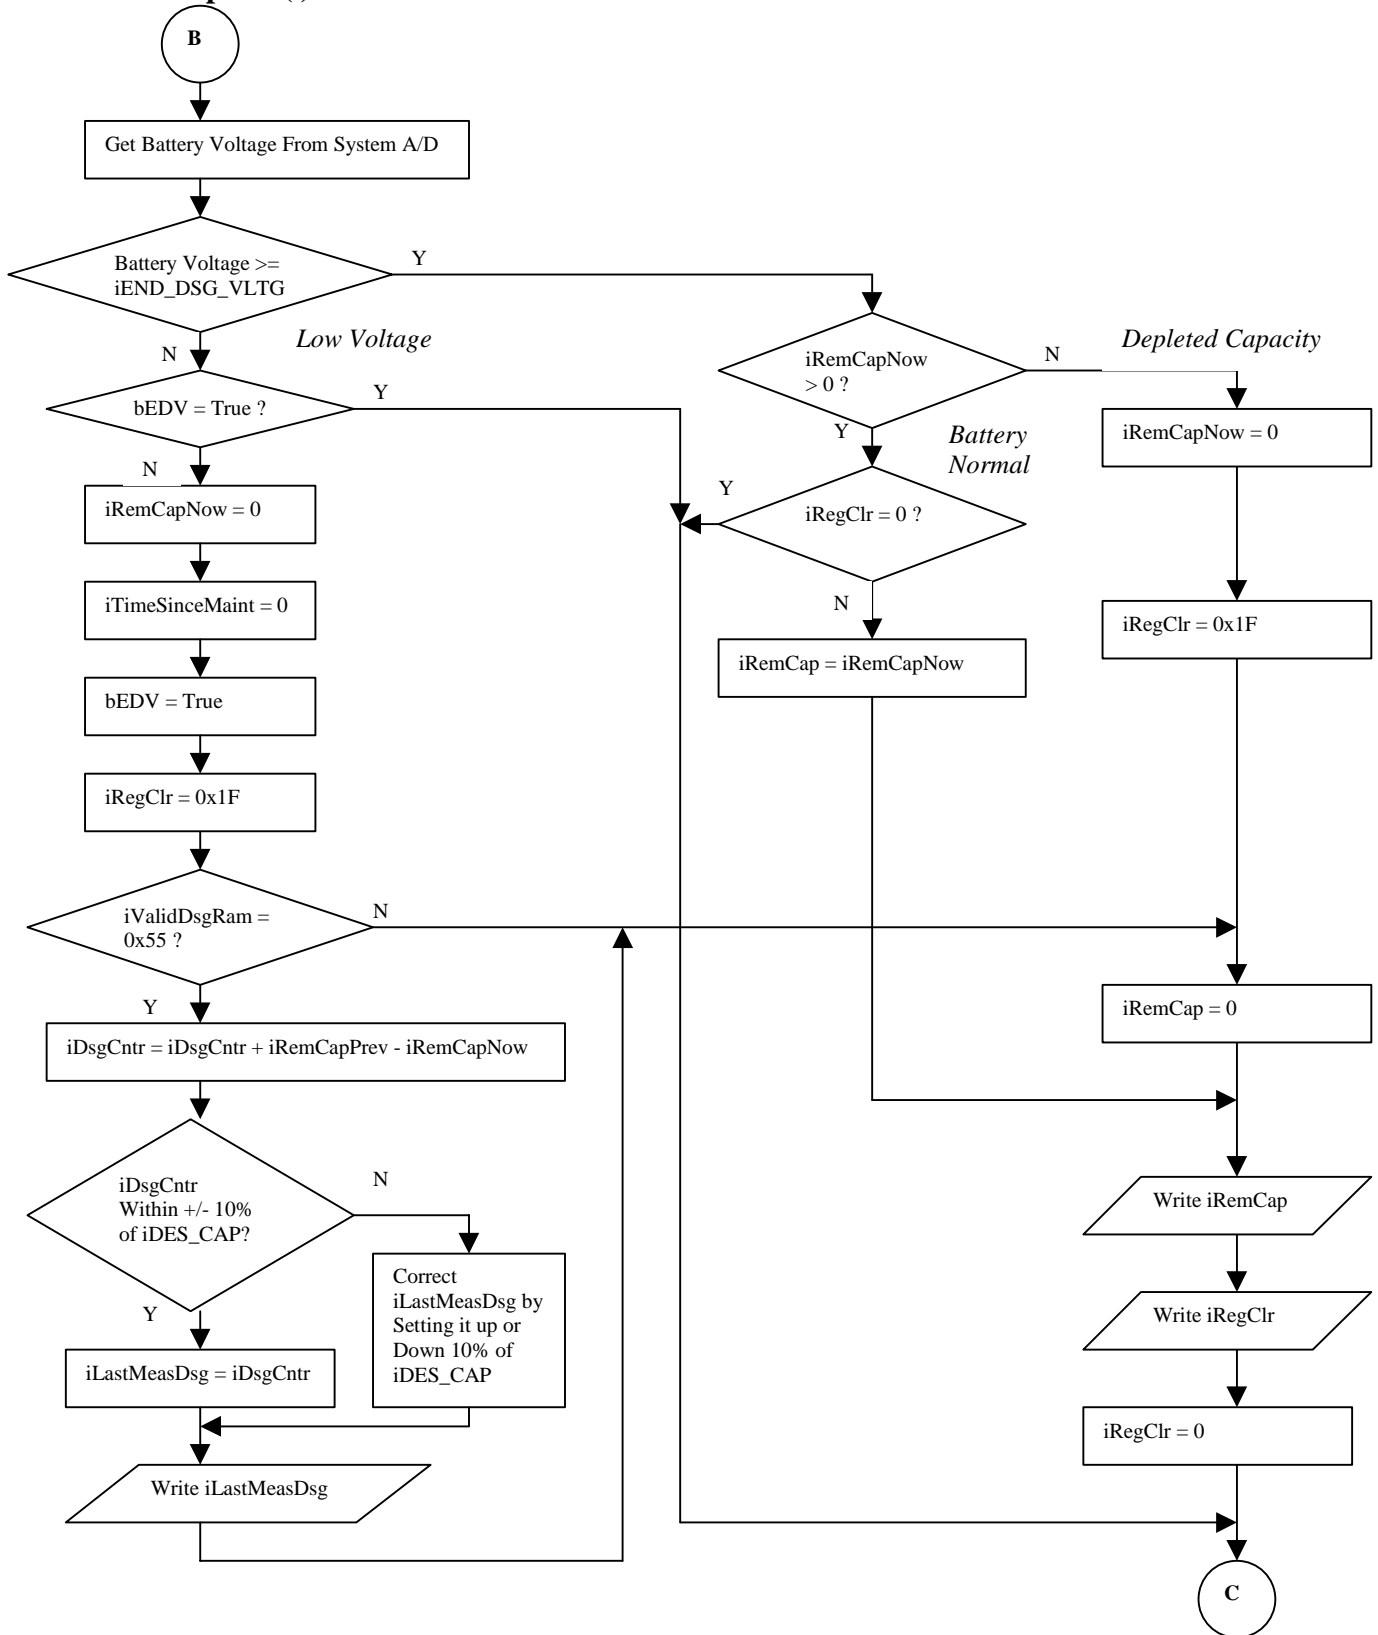 B
Get Battery Voltage From System A/D
Battery Voltage >=
iEND_DSG_VLTG
Y
N
Low Voltage
bEDV = True ?
Y
N
iRemCapNow = 0
iTimeSinceMaint = 0
bEDV = True
iRegClr = 0x1F
iValidDsgRam =
0x55 ?
N
Y
iDsgCntr = iDsgCntr + iRemCapPrev - iRemCapNow
iDsgCntr
Within +/- 10%
of iDES_CAP?
N
Y
Correct
iLastMeasDsg by
Setting it up or
Down 10% of
iDES_CAP
iLastMeasDsg = iDsgCntr
Write iLastMeasDsg
iRemCapNow
> 0 ?
N
Y
Battery
Normal
iRegClr = 0 ?
Y
N
iRemCap = iRemCapNow
Depleted Capacity
iRemCapNow = 0
iRegClr = 0x1F
iRemCap = 0
Write iRemCap
Write iRegClr
iRegClr = 0
C